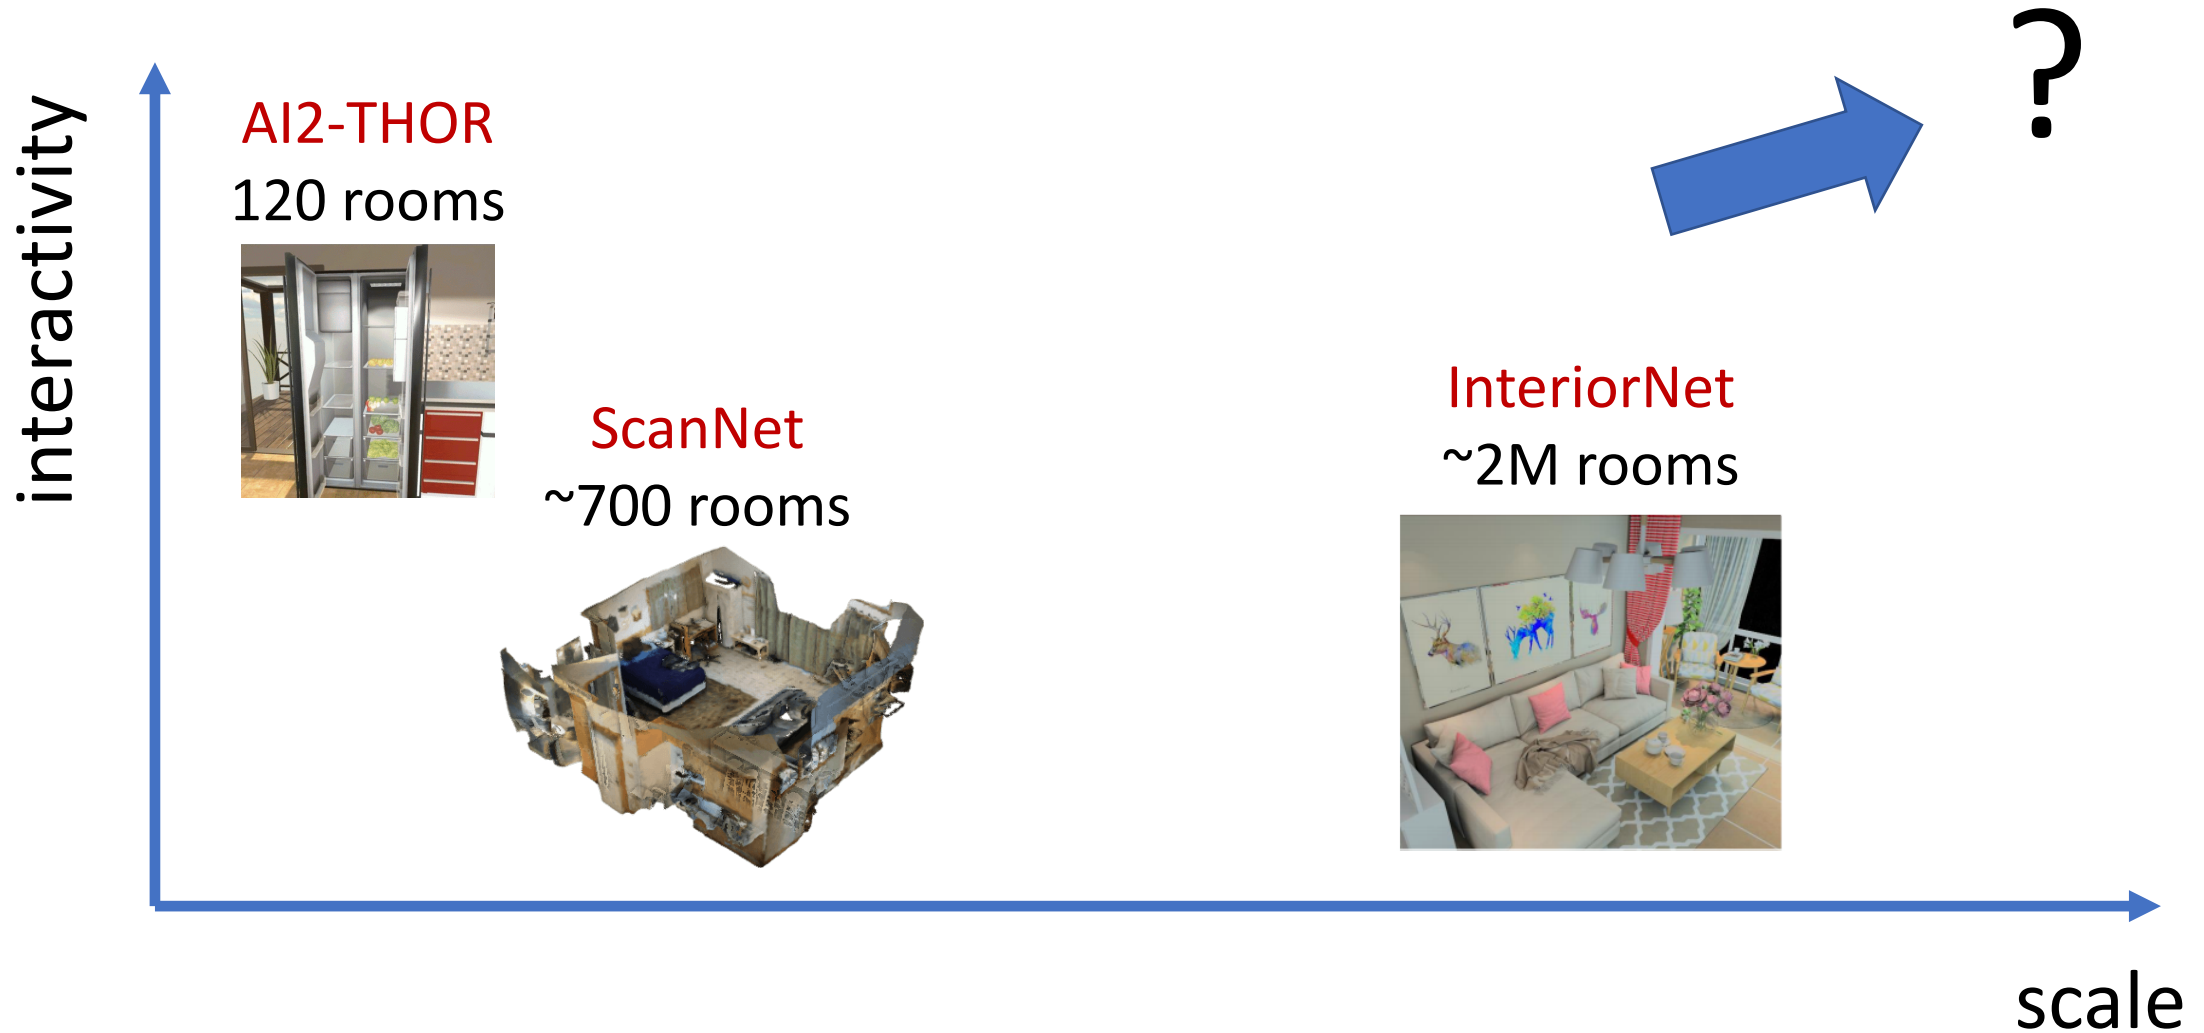 interactivity
AI2-THOR
120 rooms
ScanNet
~700 rooms
InteriorNet
~2M rooms
?
scale